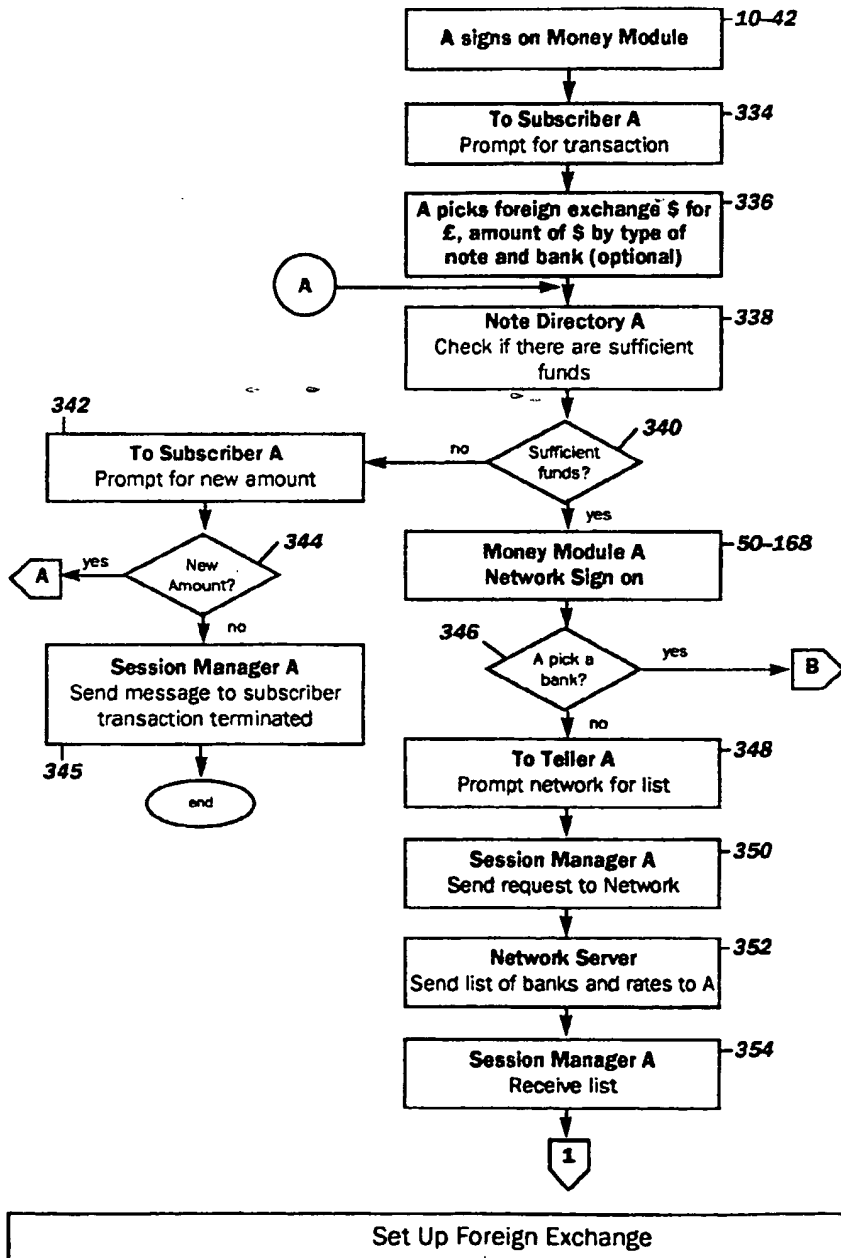 A signs on Money Module
10-42
To Subscriber A
Prompt for transaction
334
A picks foreign exchange $ for
£, amount of $ by type of
note and bank (optional)
336
A
Note Directory A
Check if there are sufficient
funds
338
342
To Subscriber A
Prompt for new amount
no
Sufficient
funds?
340
yes
A
yes
New
Amount?
344
no
Money Module A
Network Sign on
50-168
346
A pick a
bank?
yes
B
no
Session Manager A
Send message to subscriber
transaction terminated
345
end
To Teller A
Prompt network for list
348
Session Manager A
Send request to Network
350
Network Server
Send list of banks and rates to A
352
Session Manager A
Receive list
354
1
Set Up Foreign Exchange